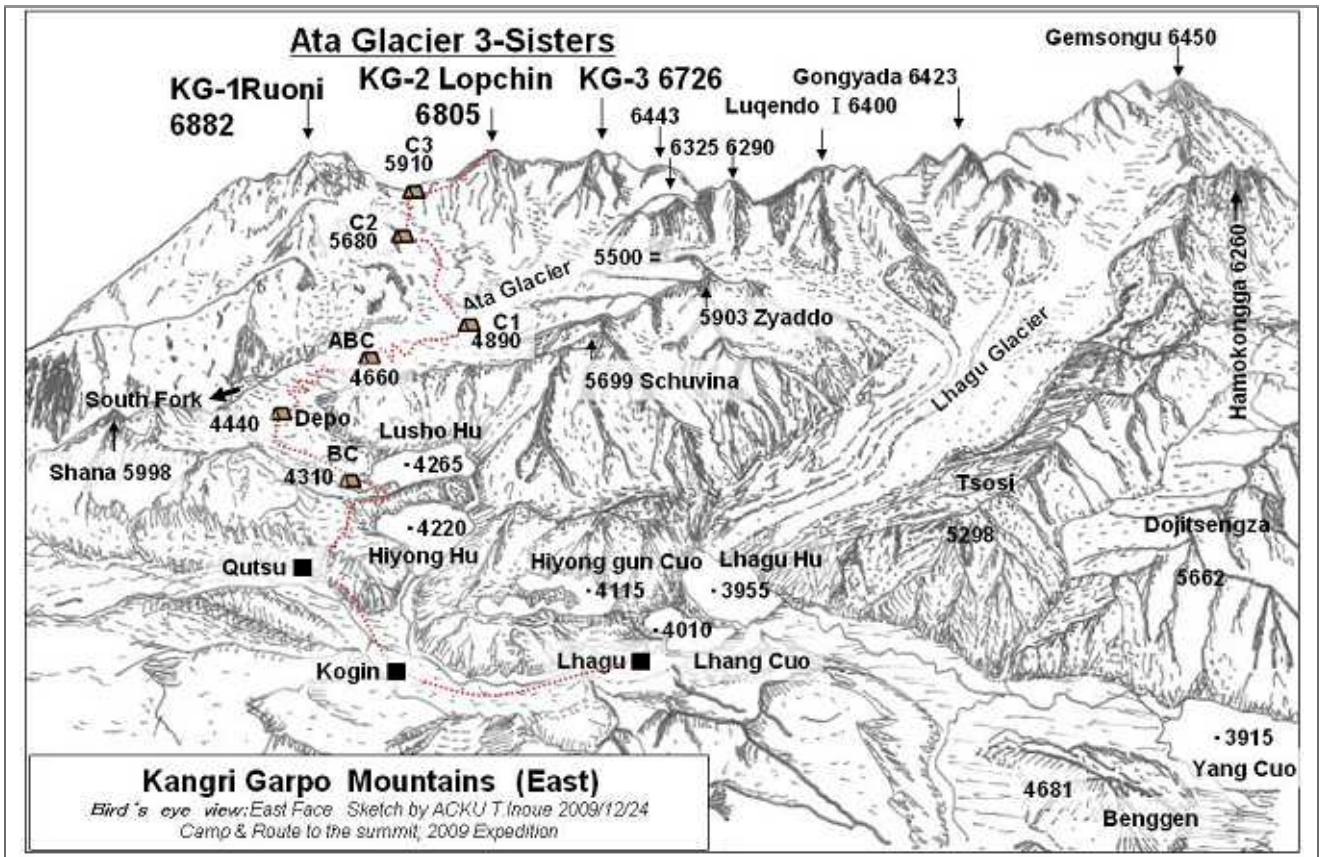 Ata Glacier 3-Sisters
Gemsongu 6450
KG-1Ruoni
6882
KG-2 Lopchin
6805
KG-3 6726
Gongyada 6423
Luqendo I 6400
6443
6325 6290
C3
5910
C2
5680
5500 =
Ata Glacier
C1
4890
5903 Zyaddo
Hamokongga 6260
Lhagu Glacier
ABC
4660
5699 Schuvina
South Fork
4440
Depo
Lusho Hu
4265
Shana 5998
BC
4310
Tsosi
5298
4220
Hiyong Hu
Dojitsengza
5662
Qutsu
Hiyong gun Cuo
4115
Lhagu Hu
3955
4010
Kogin
Lhagu
Lhang Cuo
3915
Yang Cuo
4681
Benggen
Kangri Garpo Mountains (East)
Bird's eye view:East Face Sketch by ACKU T.Inoue 2009/12/24
Camp & Route to the summit, 2009 Expedition